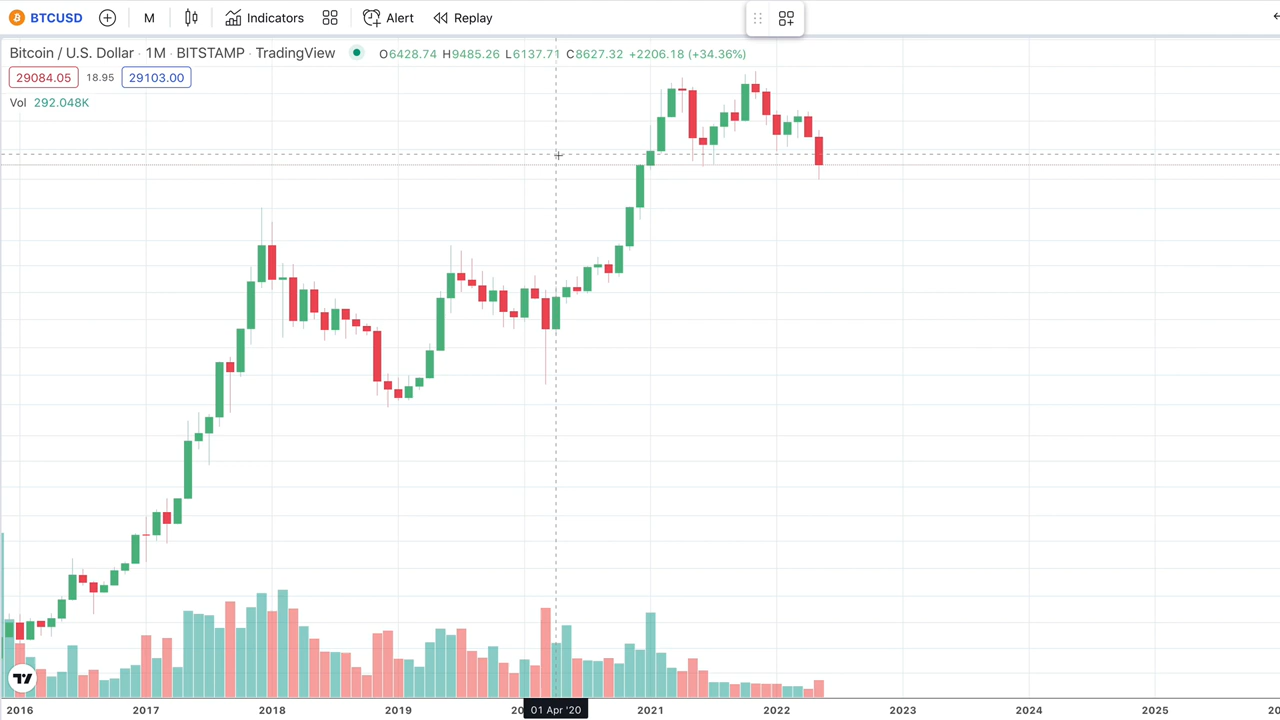 BTCUSD M Indicators Alert Replay
Bitcoin / U.S. Dollar · 1M · BITSTAMP · TradingView O6428.74 H9485.26 L6137.71 C8627.32 +2206.18 (+34.36%)
29084.05 18.95 29103.00
Vol 292.048K
2016 2017 2018 2019 01 Apr '20 2021 2022 2023 2024 2025